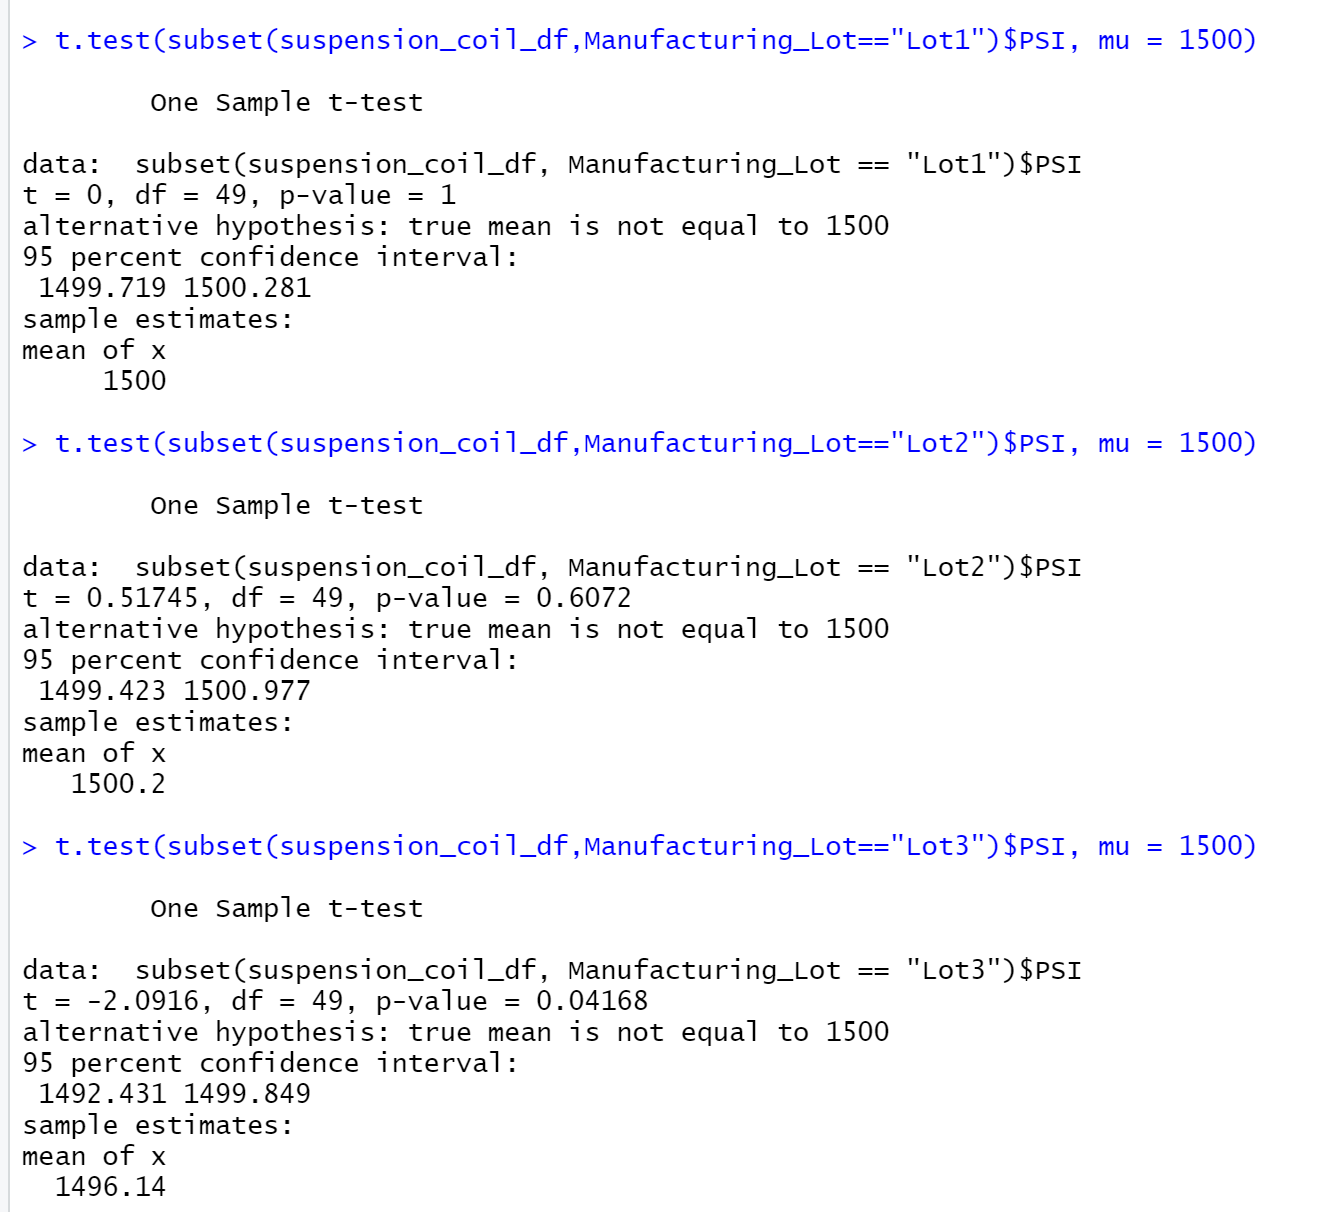 > t.test(subset(suspension_coil_df,Manufacturing_Lot=="Lot1")$PSI, mu = 1500)
One Sample t-test
data:  subset(suspension_coil_df, Manufacturing_Lot == "Lot1")$PSI
t = 0, df = 49, p-value = 1
alternative hypothesis: true mean is not equal to 1500
95 percent confidence interval:
1499.719 1500.281
sample estimates:
mean of x
1500
> t.test(subset(suspension_coil_df,Manufacturing_Lot=="Lot2")$PSI, mu = 1500)
One Sample t-test
data:  subset(suspension_coil_df, Manufacturing_Lot == "Lot2")$PSI
t = 0.51745, df = 49, p-value = 0.6072
alternative hypothesis: true mean is not equal to 1500
95 percent confidence interval:
1499.423 1500.977
sample estimates:
mean of x
1500.2
> t.test(subset(suspension_coil_df,Manufacturing_Lot=="Lot3")$PSI, mu = 1500)
One Sample t-test
data:  subset(suspension_coil_df, Manufacturing_Lot == "Lot3")$PSI
t = -2.0916, df = 49, p-value = 0.04168
alternative hypothesis: true mean is not equal to 1500
95 percent confidence interval:
1492.431 1499.849
sample estimates:
mean of x
1496.14